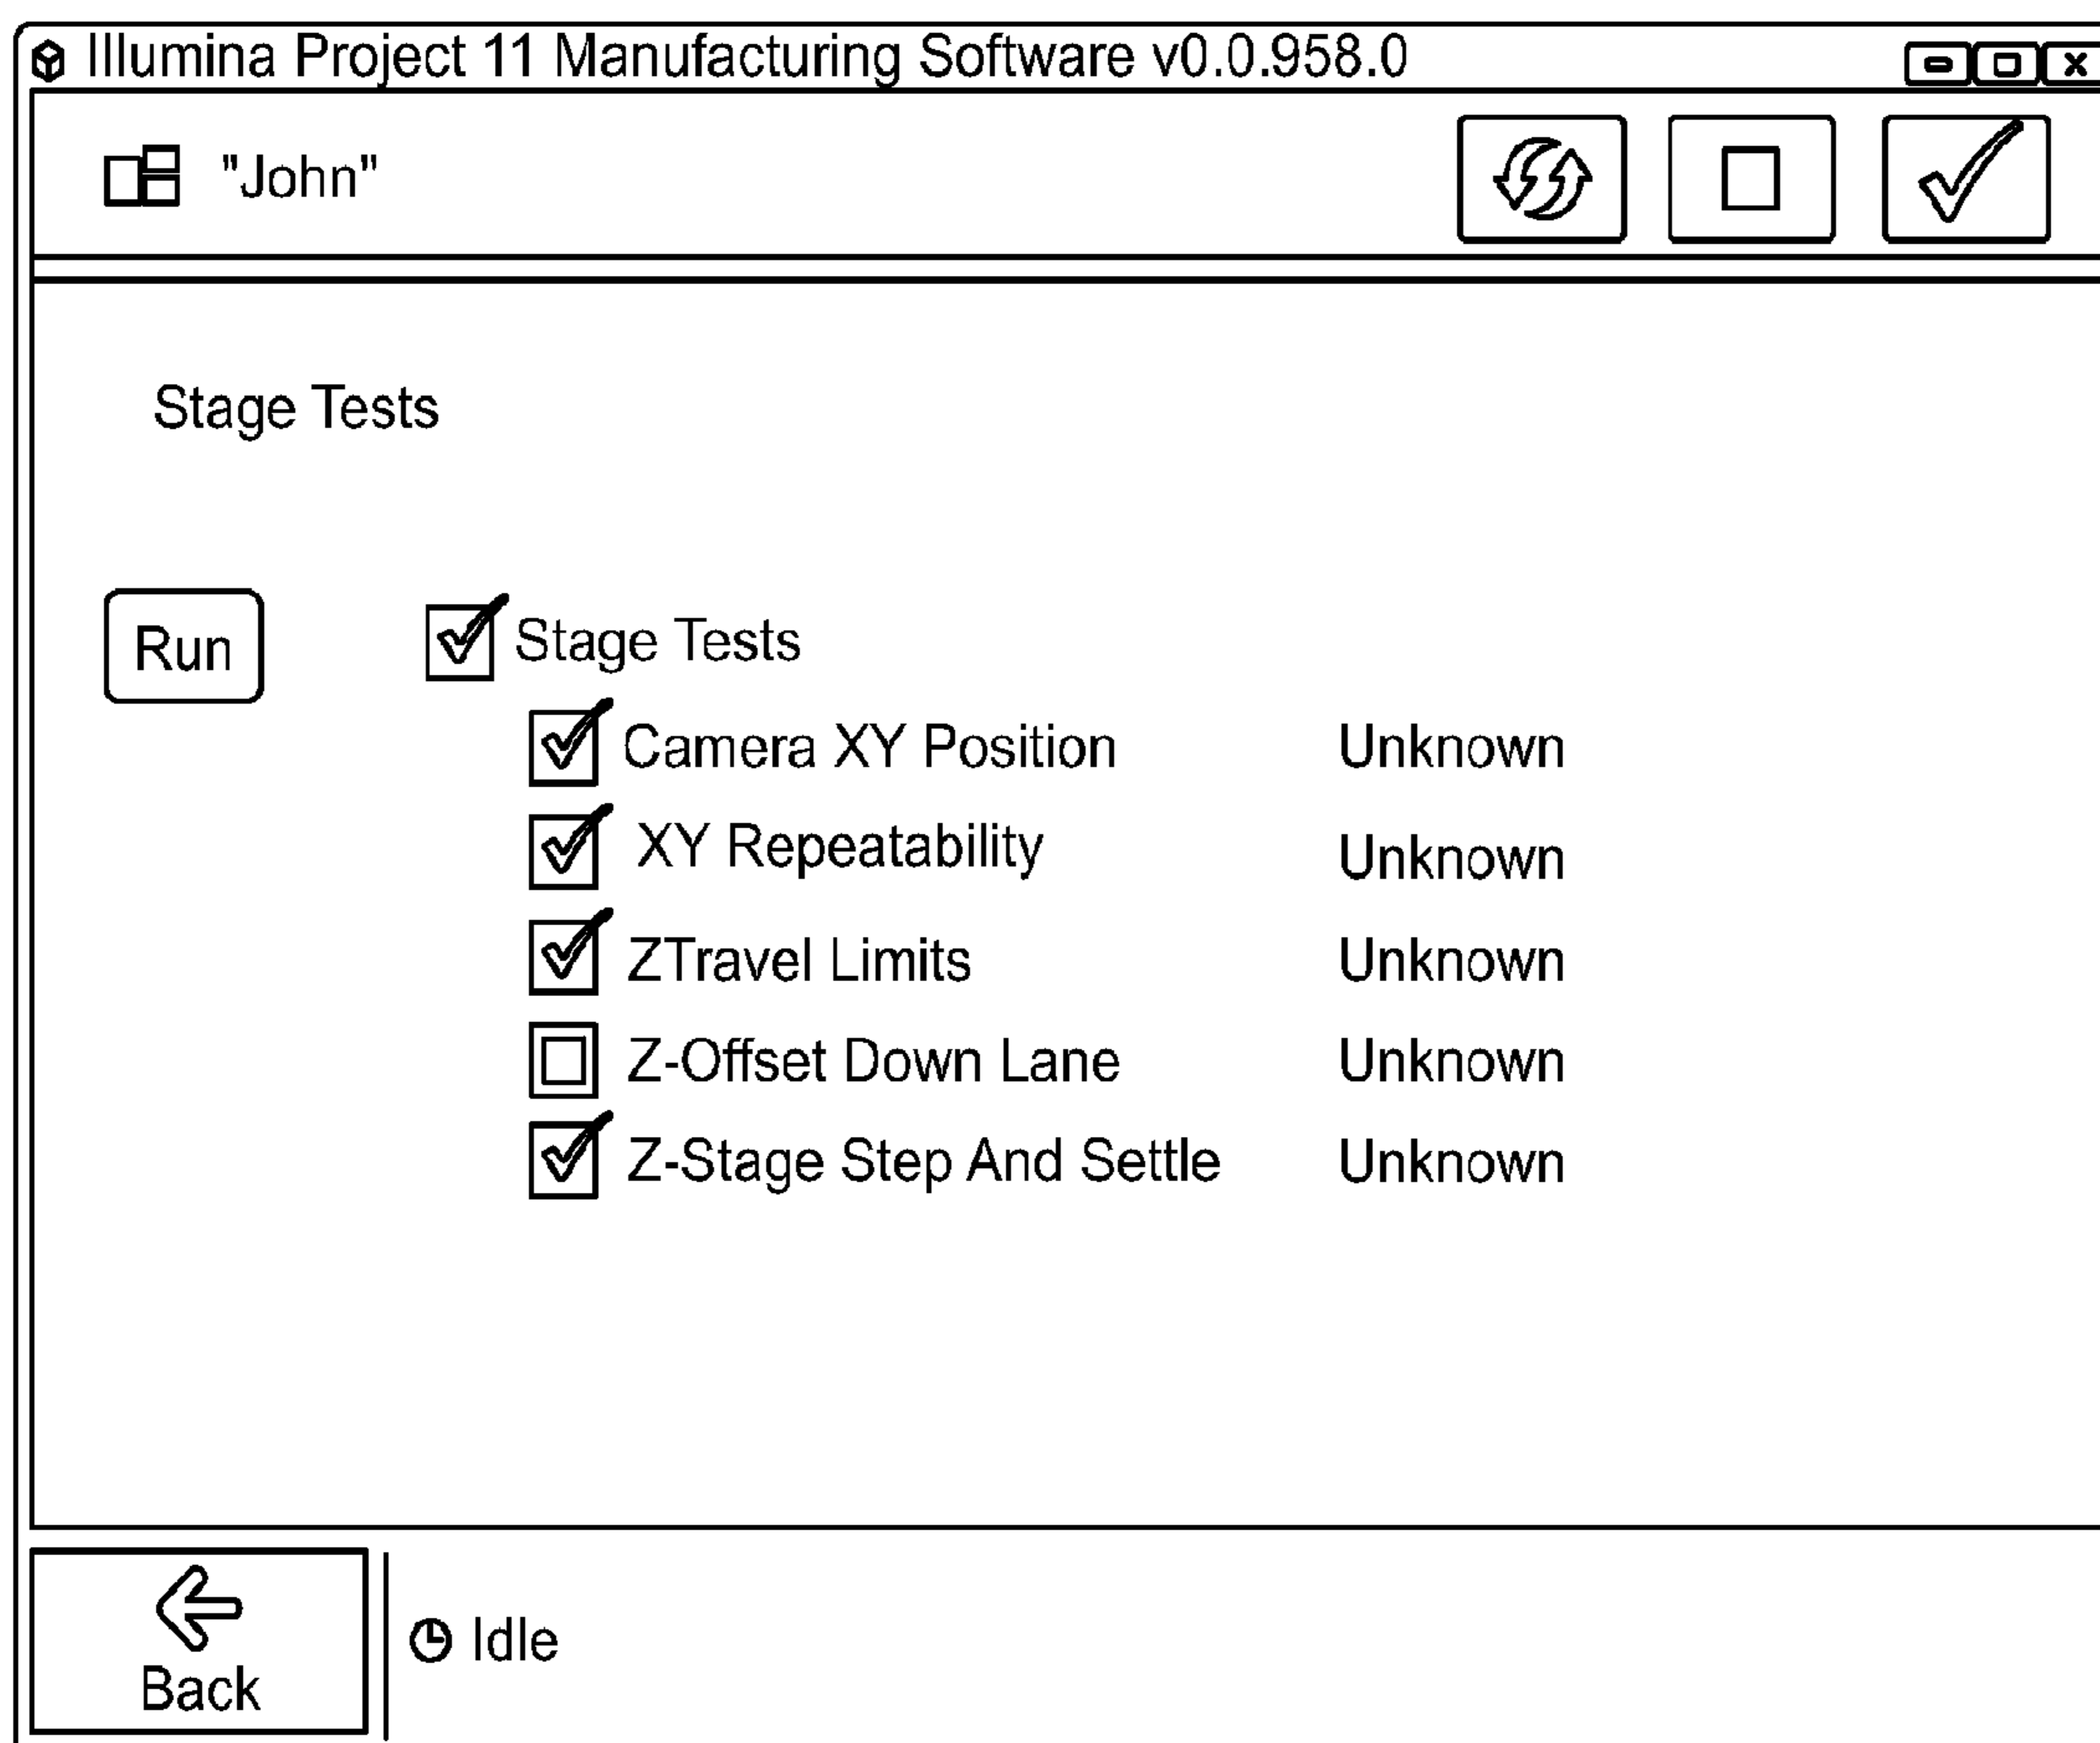 Illumina Project 11 Manufacturing Software v0.0.958.0
"John"
Stage Tests
Run
Stage Tests
Camera XY Position Unknown
XY Repeatability Unknown
ZTravel Limits Unknown
Z-Offset Down Lane Unknown
Z-Stage Step And Settle Unknown
Back
Idle